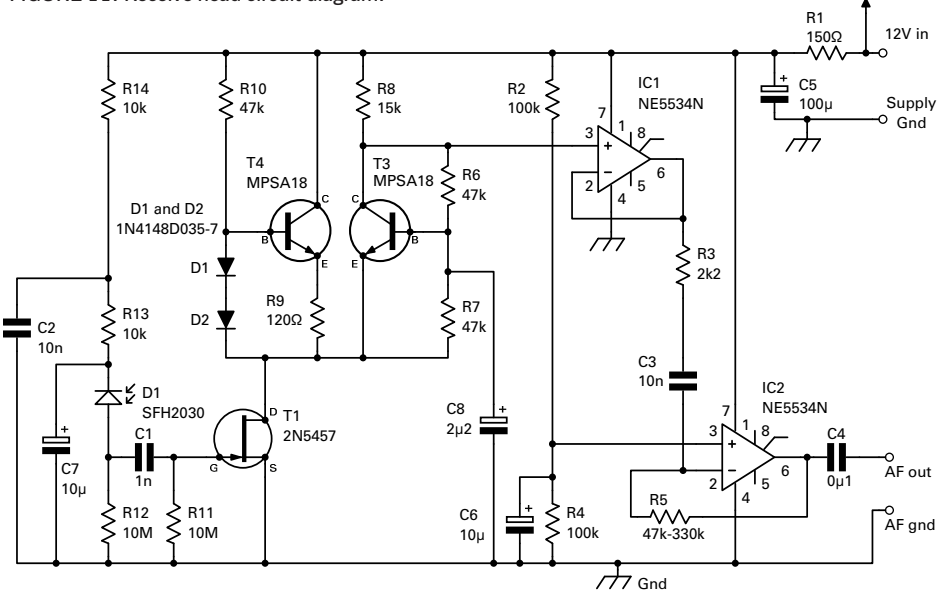 FIGURE 11: Receive head circuit diagram.
R1
150Ω
12V in
C5
100µ
Supply
Gnd
R14
10k
R10
47k
R8
15k
R2
100k
IC1
NE5534N
7
1
8
3
+
–
2
6
5
4
T4
MPSA18
T3
MPSA18
R6
47k
C
C
B
B
E
E
D1 and D2
1N4148D035-7
D1
D2
R9
120Ω
R7
47k
R3
2k2
C2
10n
R13
10k
C3
10n
D1
SFH2030
C1
1n
C7
10µ
+
G
D
S
T1
2N5457
C8
2µ2
+
IC2
NE5534N
7
1
8
3
+
–
2
6
5
4
C4
0µ1
AF out
AF gnd
R5
47k-330k
R12
10M
R11
10M
C6
10µ
+
R4
100k
Gnd
+